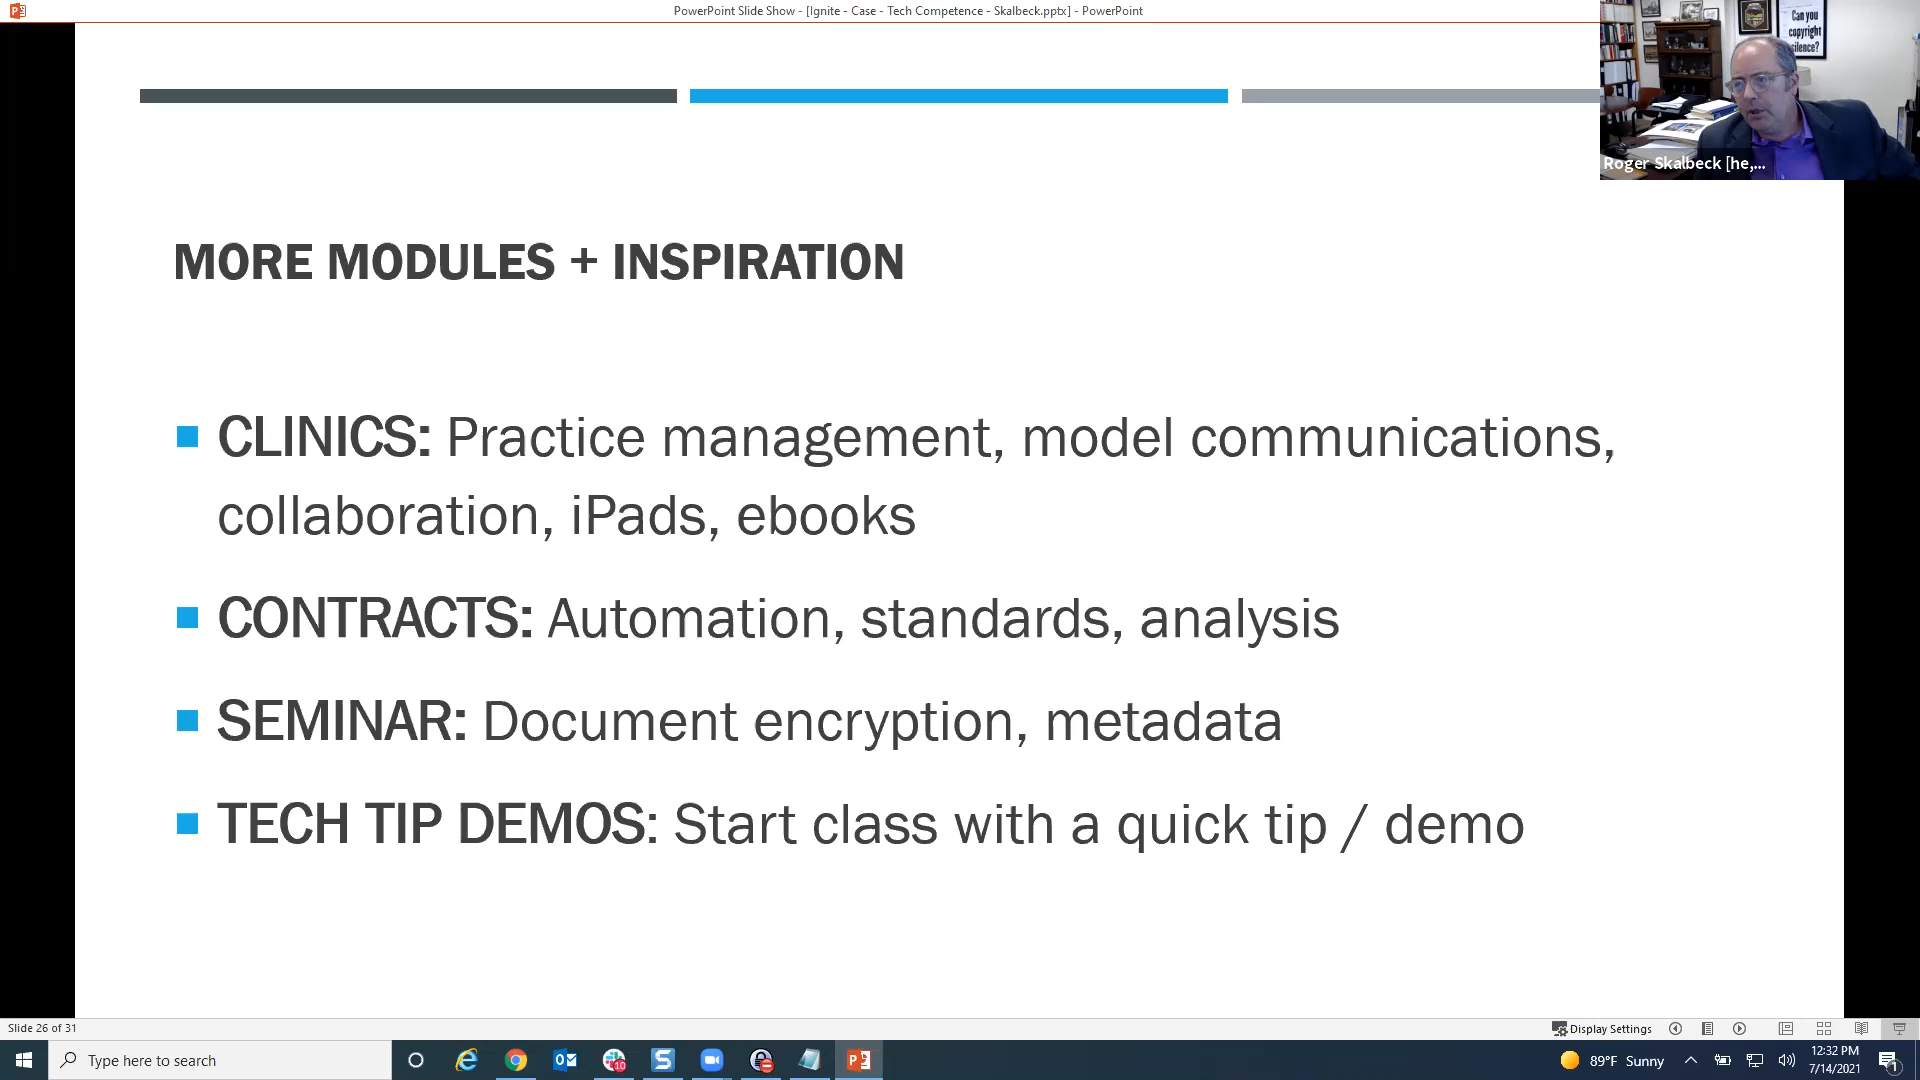 PowerPoint Slide Show - [Ignite - Case - Tech Competence - Skalbeck.pptx] - PowerPoint
Can you
copyright
silence?
Roger Skalbeck [he,...
MORE MODULES + INSPIRATION
CLINICS: Practice management, model communications,
collaboration, iPads, ebooks
CONTRACTS: Automation, standards, analysis
SEMINAR: Document encryption, metadata
TECH TIP DEMOS: Start class with a quick tip / demo
Slide 26 of 31
Display Settings
Type here to search
10
89°F Sunny
12:32 PM
7/14/2021
1